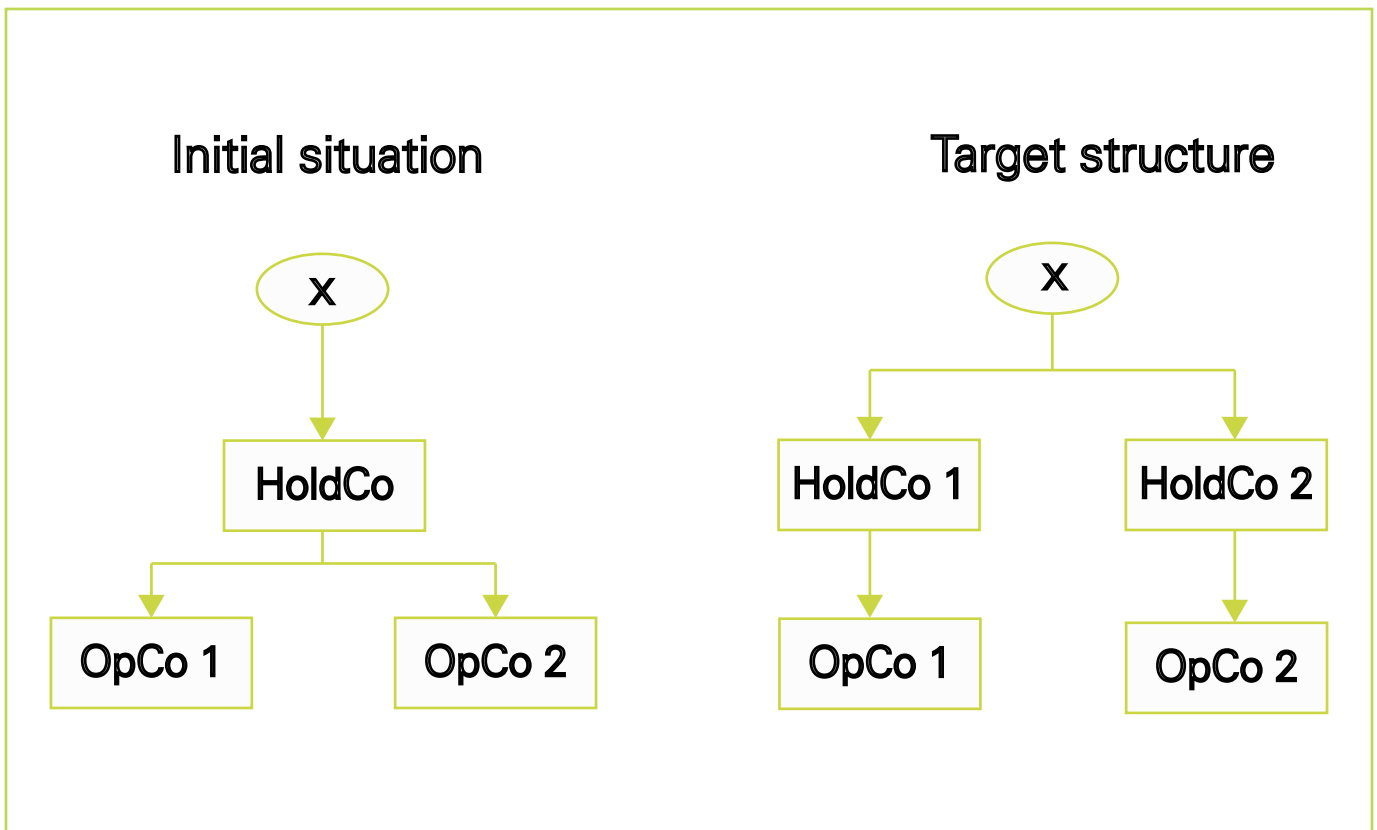 Initial situation
Target structure
X
X
HoldCo
HoldCo 1
HoldCo 2
OpCo 1
OpCo 2
OpCo 1
OpCo 2